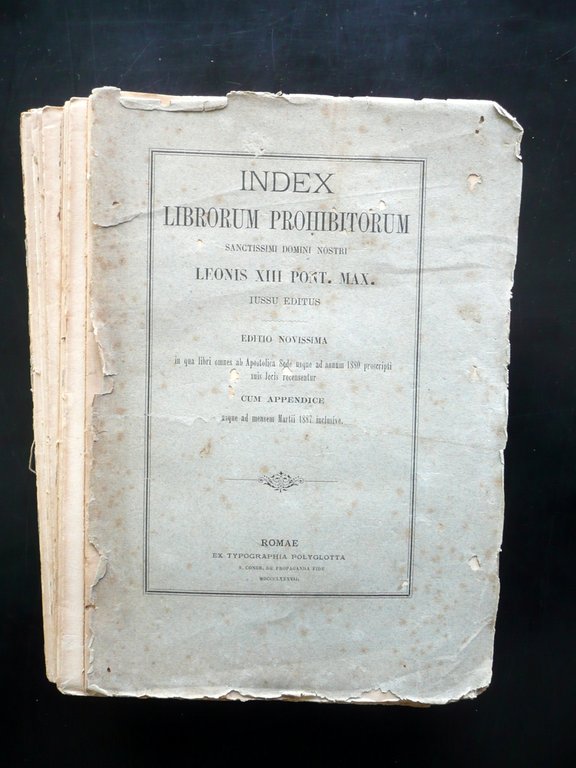 INDEX
LIBRORUM PROHIBITORUM
SANCTISSIMI DOMINI NOSTRI
LEONIS XIII PONT. MAX.
IUSSU EDITUS
EDITIO NOVISSIMA
in qua libri omnes ab Apostolica Sede usque ad annum 1880 proscripti
suis locis recensentur
CUM APPENDICE
usque ad mensem Martii 1887 inclusive.
ROMAE
EX TYPOGRAPHIA POLYGLOTTA
S. CONGR. DE PROPAGANDA FIDE
MDCCCLXXXVII.